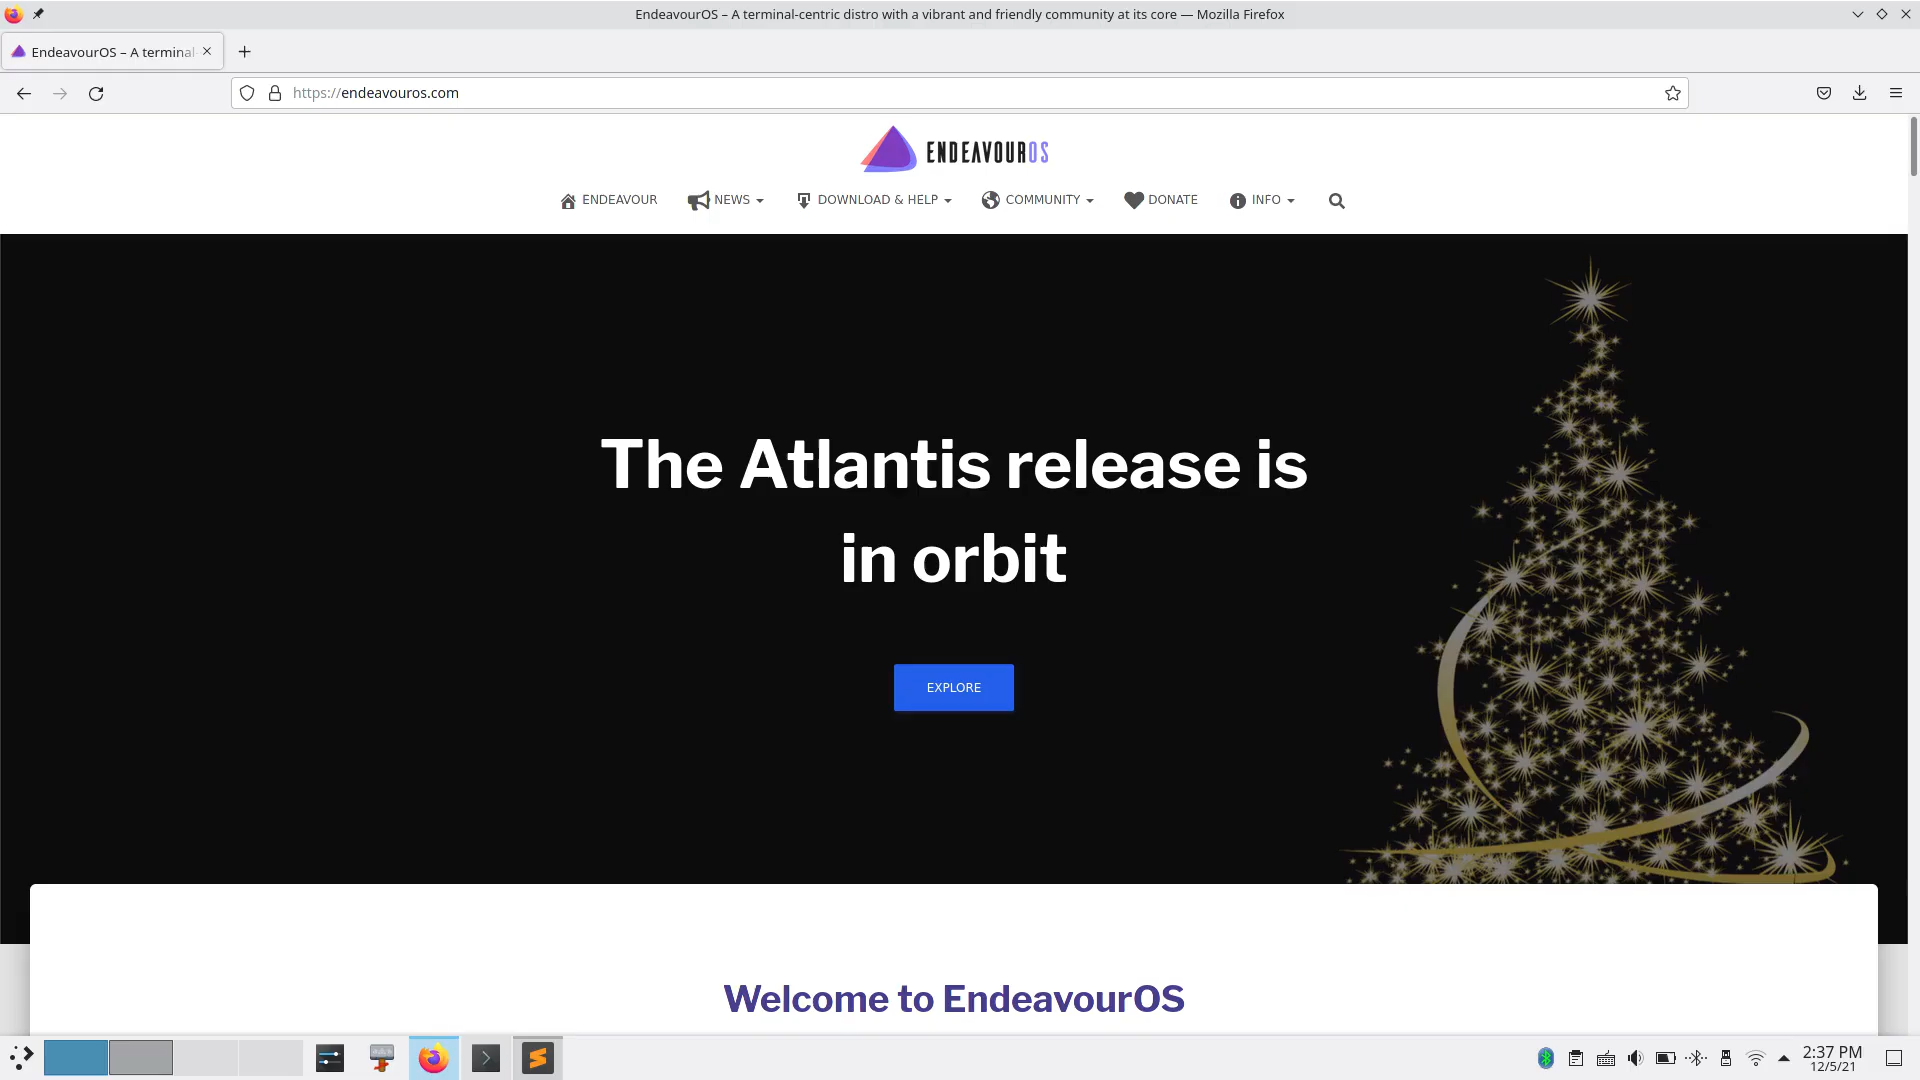 EndeavourOS – A terminal-centric distro with a vibrant and friendly community at its core — Mozilla Firefox
EndeavourOS – A terminal
https://endeavouros.com
ENDEAVOUROS
ENDEAVOUR NEWS DOWNLOAD & HELP COMMUNITY DONATE INFO
The Atlantis release is
in orbit
EXPLORE
Welcome to EndeavourOS
2:37 PM
12/5/21